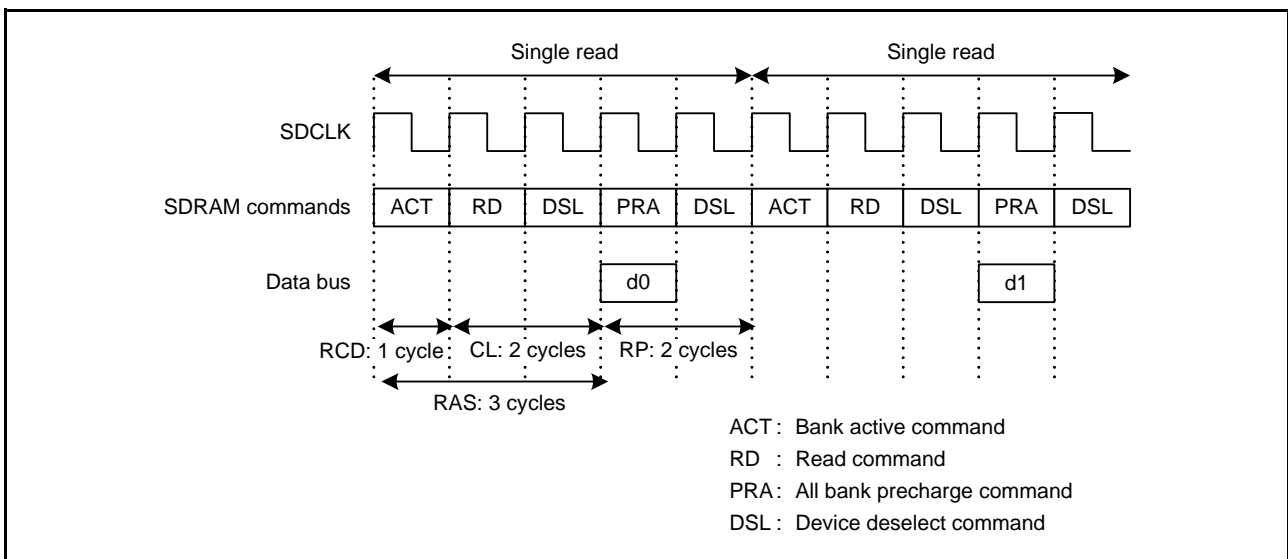 Single read Single read
SDCLK
SDRAM commands ACT RD DSL PRA DSL ACT RD DSL PRA DSL
Data bus d0 d1
RCD: 1 cycle CL: 2 cycles RP: 2 cycles
RAS: 3 cycles
ACT : Bank active command
RD : Read command
PRA : All bank precharge command
DSL : Device deselect command